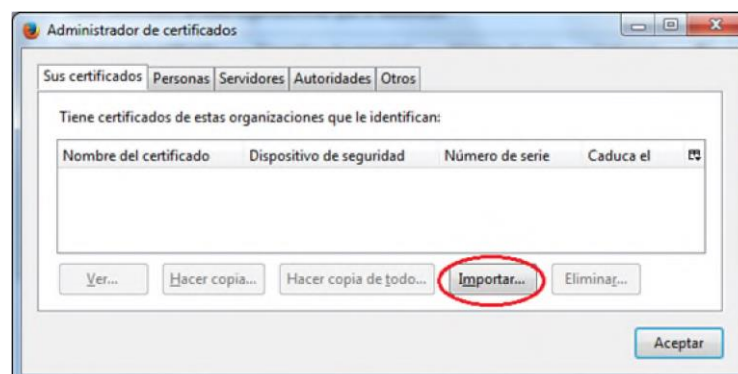 Administrador de certificados
Sus certificados Personas Servidores Autoridades Otros
Tiene certificados de estas organizaciones que le identifican:
Nombre del certificado Dispositivo de seguridad Número de serie Caduca el
Ver... Hacer copia... Hacer copia de todo... Importar... Eliminar...
Aceptar